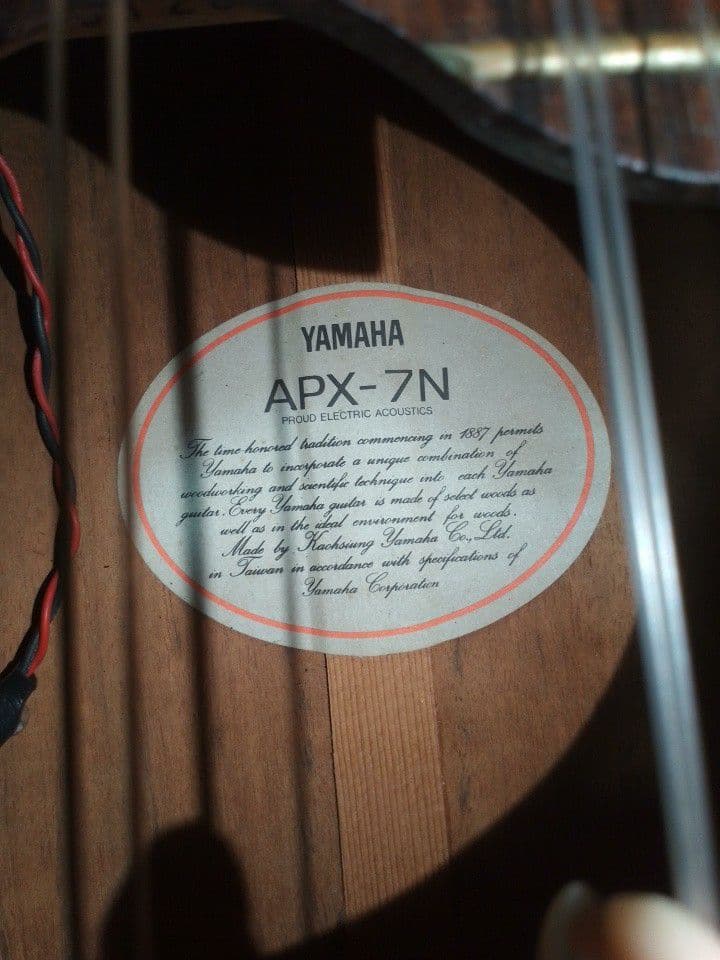 YAMAHA
APX-7N
PROUD ELECTRIC ACOUSTICS
The time-honored tradition commencing in 1887 permits
Yamaha to incorporate a unique combination of
woodworking and scientific technique into each Yamaha
guitar. Every Yamaha guitar is made of select woods as
well as in the ideal environment for woods.
Made by Kaohsiung Yamaha Co., Ltd.
in Taiwan in accordance with specifications of
Yamaha Corporation